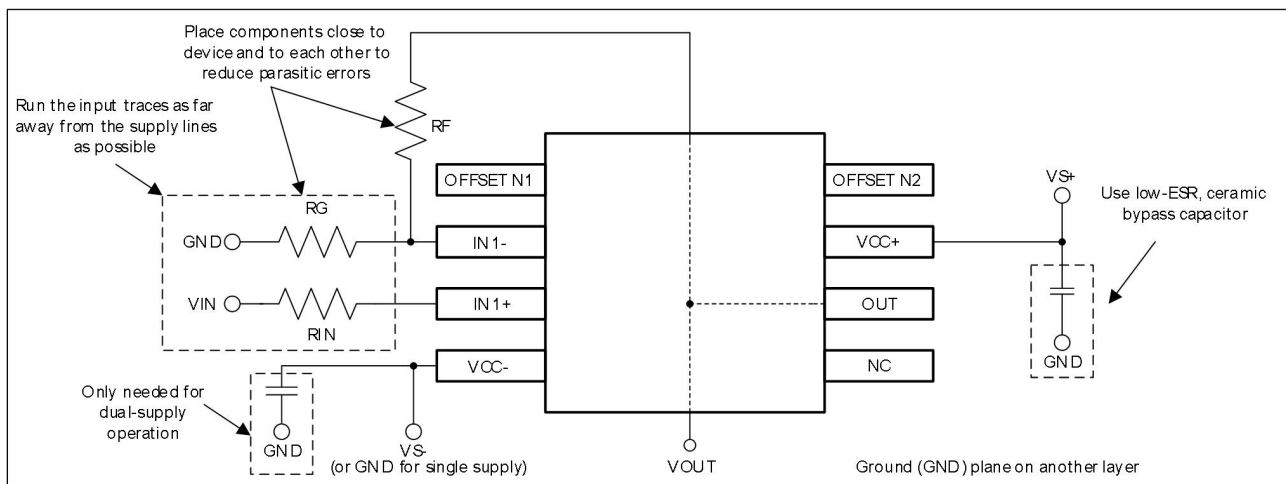 Place components close to
device and to each other to
reduce parasitic errors
Run the input traces as far
away from the supply lines
as possible
RF
OFFSET N1
OFFSET N2
VS+
Use low-ESR, ceramic
bypass capacitor
RG
GND
IN1-
VCC+
VIN
IN1+
OUT
RIN
GND
VCC-
NC
Only needed for
dual-supply
operation
GND
VS-
(or GND for single supply)
VOUT
Ground (GND) plane on another layer